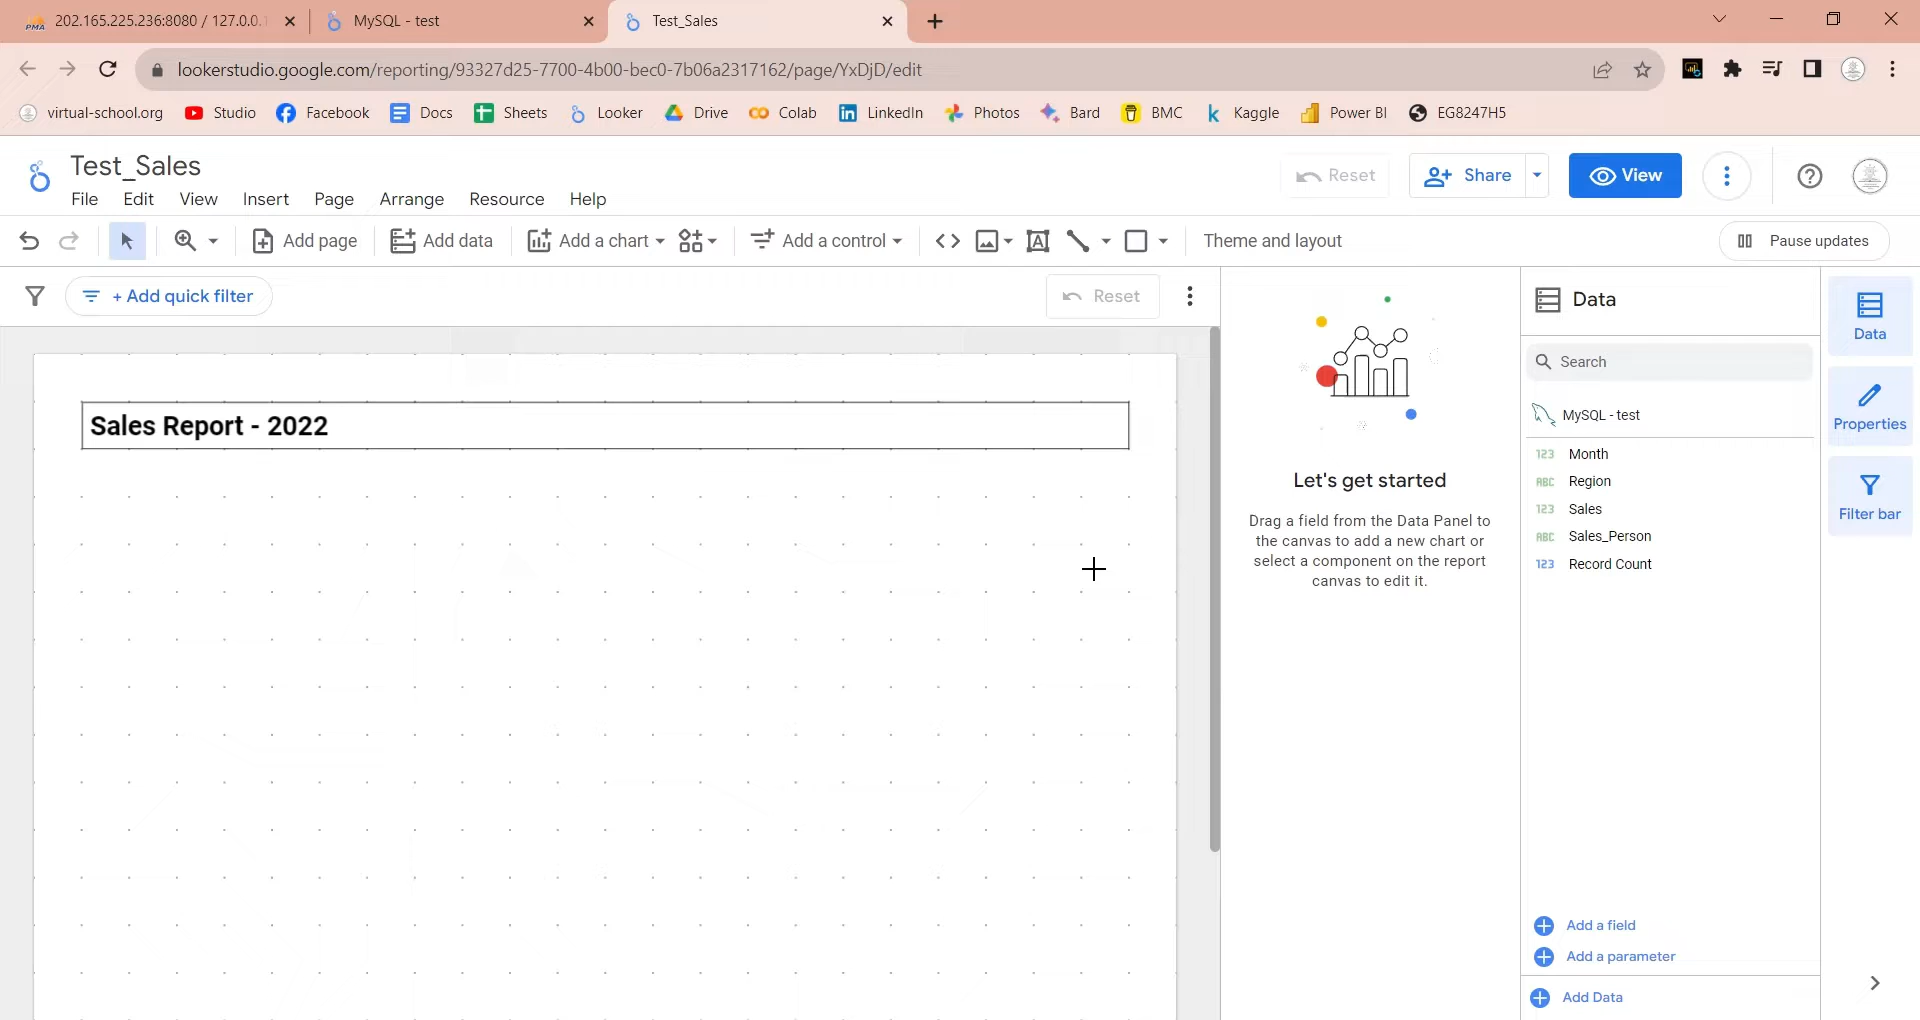 PMA 202.165.225.236:8080 / 127.0.0.1
MySQL - test
Test_Sales
lookerstudio.google.com/reporting/93327d25-7700-4b00-bec0-7b06a2317162/page/YxDjD/edit
virtual-school.org Studio Facebook Docs Sheets Looker Drive Colab LinkedIn Photos Bard BMC Kaggle Power BI EG8247H5
Test_Sales
File Edit View Insert Page Arrange Resource Help
Reset Share View
Add page Add data Add a chart Add a control Theme and layout Pause updates
+ Add quick filter Reset
Sales Report - 2022
Let's get started
Drag a field from the Data Panel to
the canvas to add a new chart or
select a component on the report
canvas to edit it.
Data
Search
MySQL - test
123 Month
ABC Region
123 Sales
ABC Sales_Person
123 Record Count
Add a field
Add a parameter
Add Data
Data
Properties
Filter bar